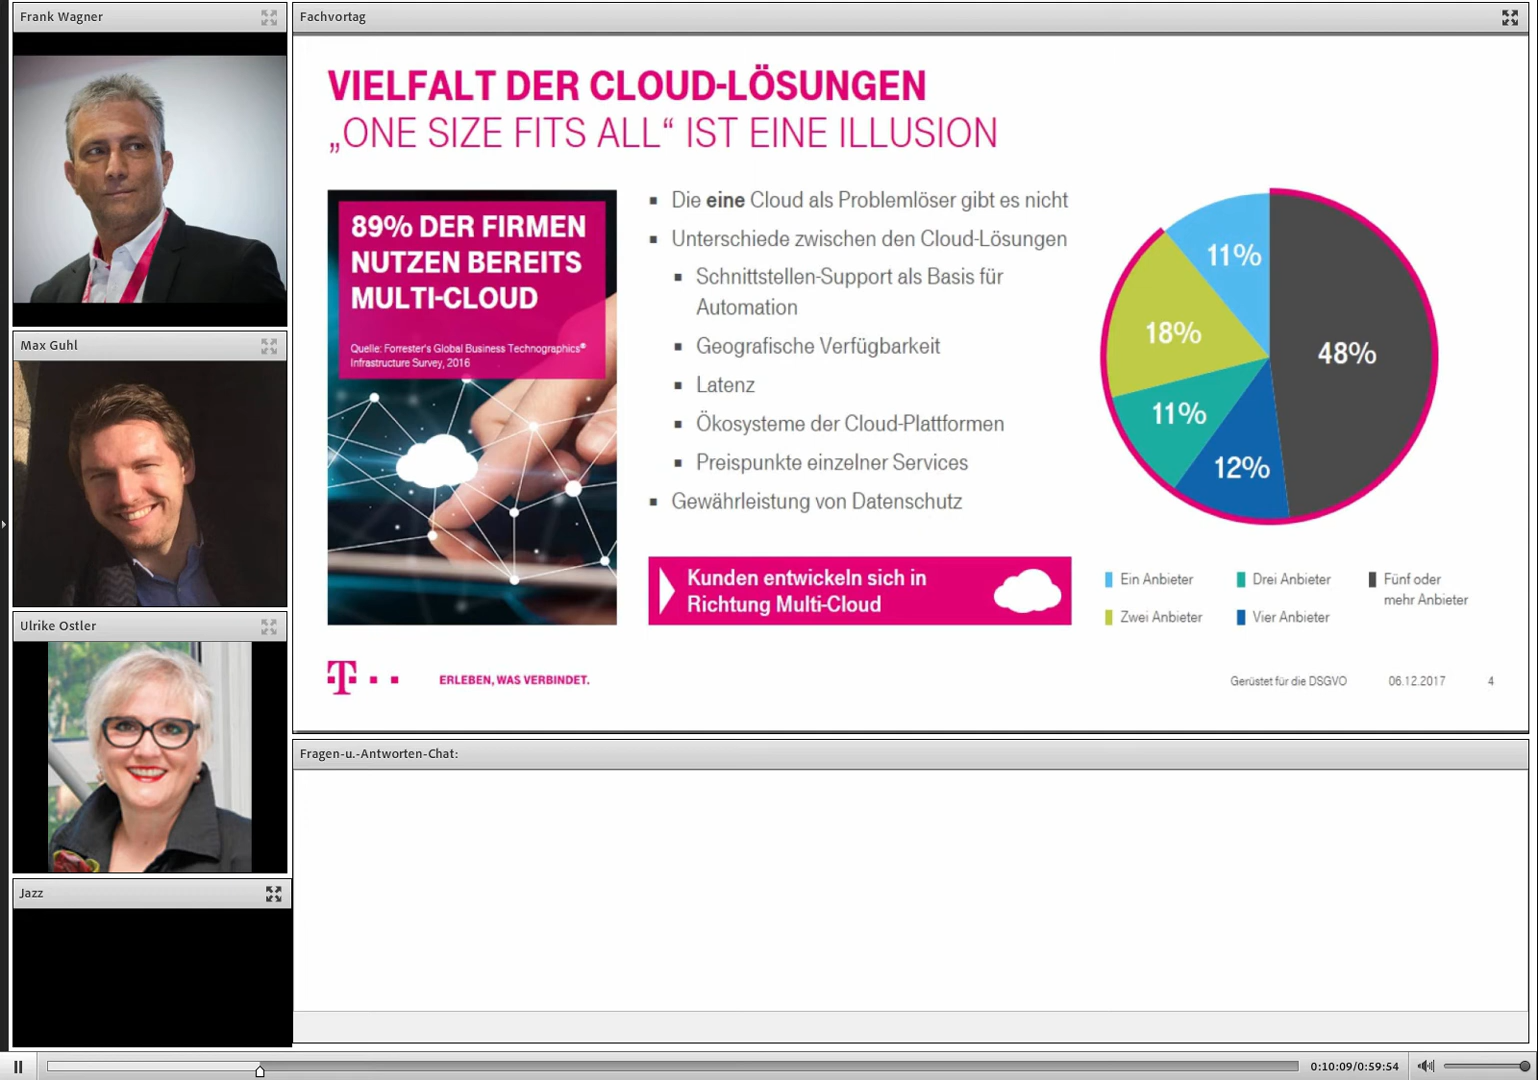 Frank Wagner
Max Guhl
Ulrike Ostler
Jazz
Fachvortag
VIELFALT DER CLOUD-LÖSUNGEN
„ONE SIZE FITS ALL“ IST EINE ILLUSION
89% DER FIRMEN
NUTZEN BEREITS
MULTI-CLOUD
Quelle: Forrester's Global Business Technographics®
Infrastructure Survey, 2016
▪ Die eine Cloud als Problemlöser gibt es nicht
▪ Unterschiede zwischen den Cloud-Lösungen
▪ Schnittstellen-Support als Basis für
Automation
▪ Geografische Verfügbarkeit
▪ Latenz
▪ Ökosysteme der Cloud-Plattformen
▪ Preispunkte einzelner Services
▪ Gewährleistung von Datenschutz
Kunden entwickeln sich in
Richtung Multi-Cloud
11%
18%
48%
11%
12%
Ein Anbieter
Drei Anbieter
Fünf oder
mehr Anbieter
Zwei Anbieter
Vier Anbieter
T
ERLEBEN, WAS VERBINDET.
Gerüstet für die DSGVO 06.12.2017 4
Fragen-u.-Antworten-Chat:
0:10:09/0:59:54